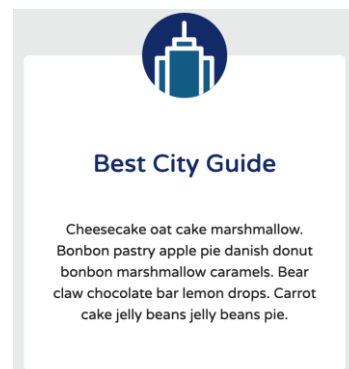 Best City Guide
Cheesecake oat cake marshmallow.
Bonbon pastry apple pie danish donut
bonbon marshmallow caramels. Bear
claw chocolate bar lemon drops. Carrot
cake jelly beans jelly beans pie.